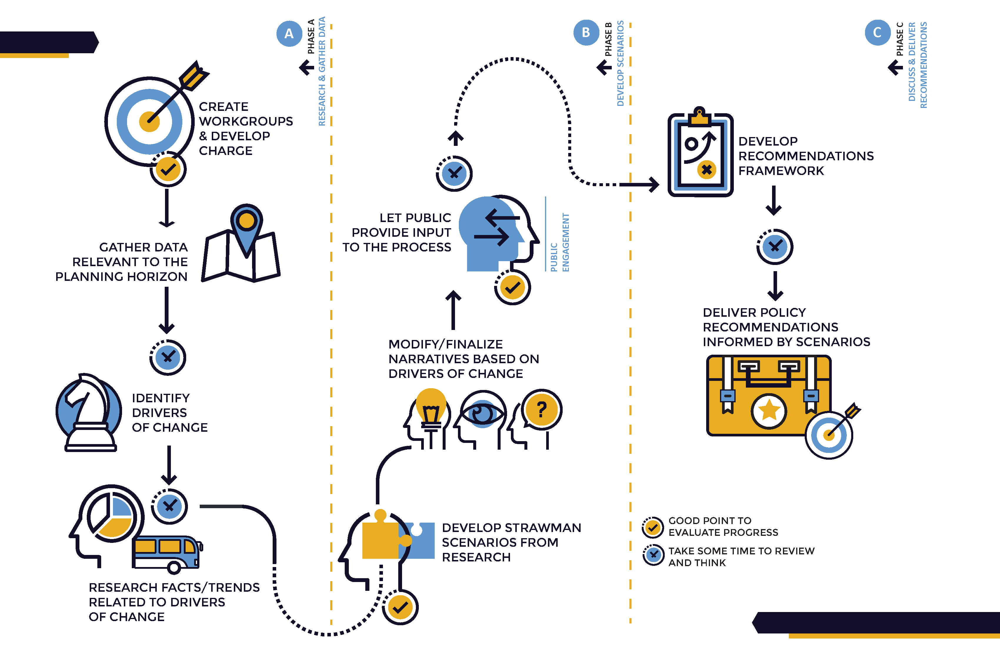 A
PHASE A
RESEARCH & GATHER DATA
CREATE
WORKGROUPS
& DEVELOP
CHARGE
GATHER DATA
RELEVANT TO THE
PLANNING HORIZON
IDENTIFY
DRIVERS
OF CHANGE
RESEARCH FACTS/TRENDS
RELATED TO DRIVERS
OF CHANGE
B
PHASE B
DEVELOP SCENARIOS
LET PUBLIC
PROVIDE INPUT
TO THE PROCESS
PUBLIC
ENGAGEMENT
MODIFY/FINALIZE
NARRATIVES BASED ON
DRIVERS OF CHANGE
?
DEVELOP STRAWMAN
SCENARIOS FROM
RESEARCH
C
PHASE C
DISCUSS & DELIVER
RECOMMENDATIONS
DEVELOP
RECOMMENDATIONS
FRAMEWORK
DELIVER POLICY
RECOMMENDATIONS
INFORMED BY SCENARIOS
GOOD POINT TO
EVALUATE PROGRESS
TAKE SOME TIME TO REVIEW
AND THINK